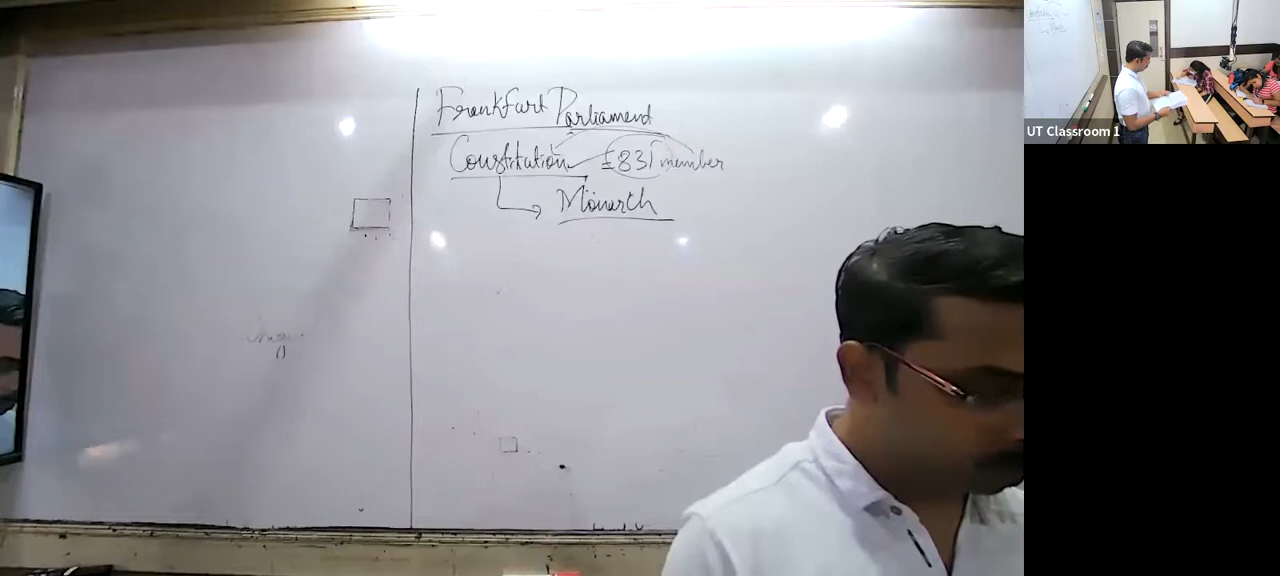 Frankfurt Parliament
Constitution 831 member
Monarch
UT Classroom 1